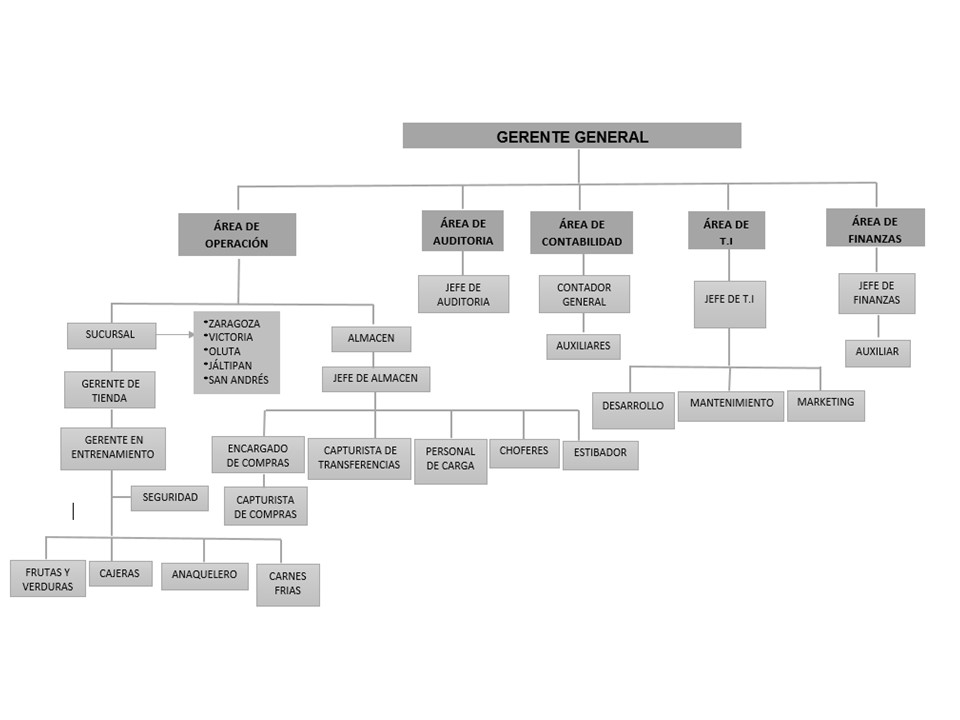 GERENTE GENERAL
ÁREA DE
OPERACIÓN
ÁREA DE
AUDITORIA
ÁREA DE
CONTABILIDAD
ÁREA DE
T.I
ÁREA DE
FINANZAS
JEFE DE
AUDITORIA
CONTADOR
GENERAL
JEFE DE T.I
JEFE DE
FINANZAS
SUCURSAL
*ZARAGOZA
*VICTORIA
*OLUTA
*JÁLTIPAN
*SAN ANDRÉS
ALMACEN
AUXILIARES
AUXILIAR
GERENTE DE
TIENDA
JEFE DE ALMACEN
DESARROLLO
MANTENIMIENTO
MARKETING
GERENTE EN
ENTRENAMIENTO
ENCARGADO
DE COMPRAS
CAPTURISTA DE
TRANSFERENCIAS
PERSONAL
DE CARGA
CHOFERES
ESTIBADOR
SEGURIDAD
CAPTURISTA
DE COMPRAS
FRUTAS Y
VERDURAS
CAJERAS
ANAQUELERO
CARNES
FRIAS